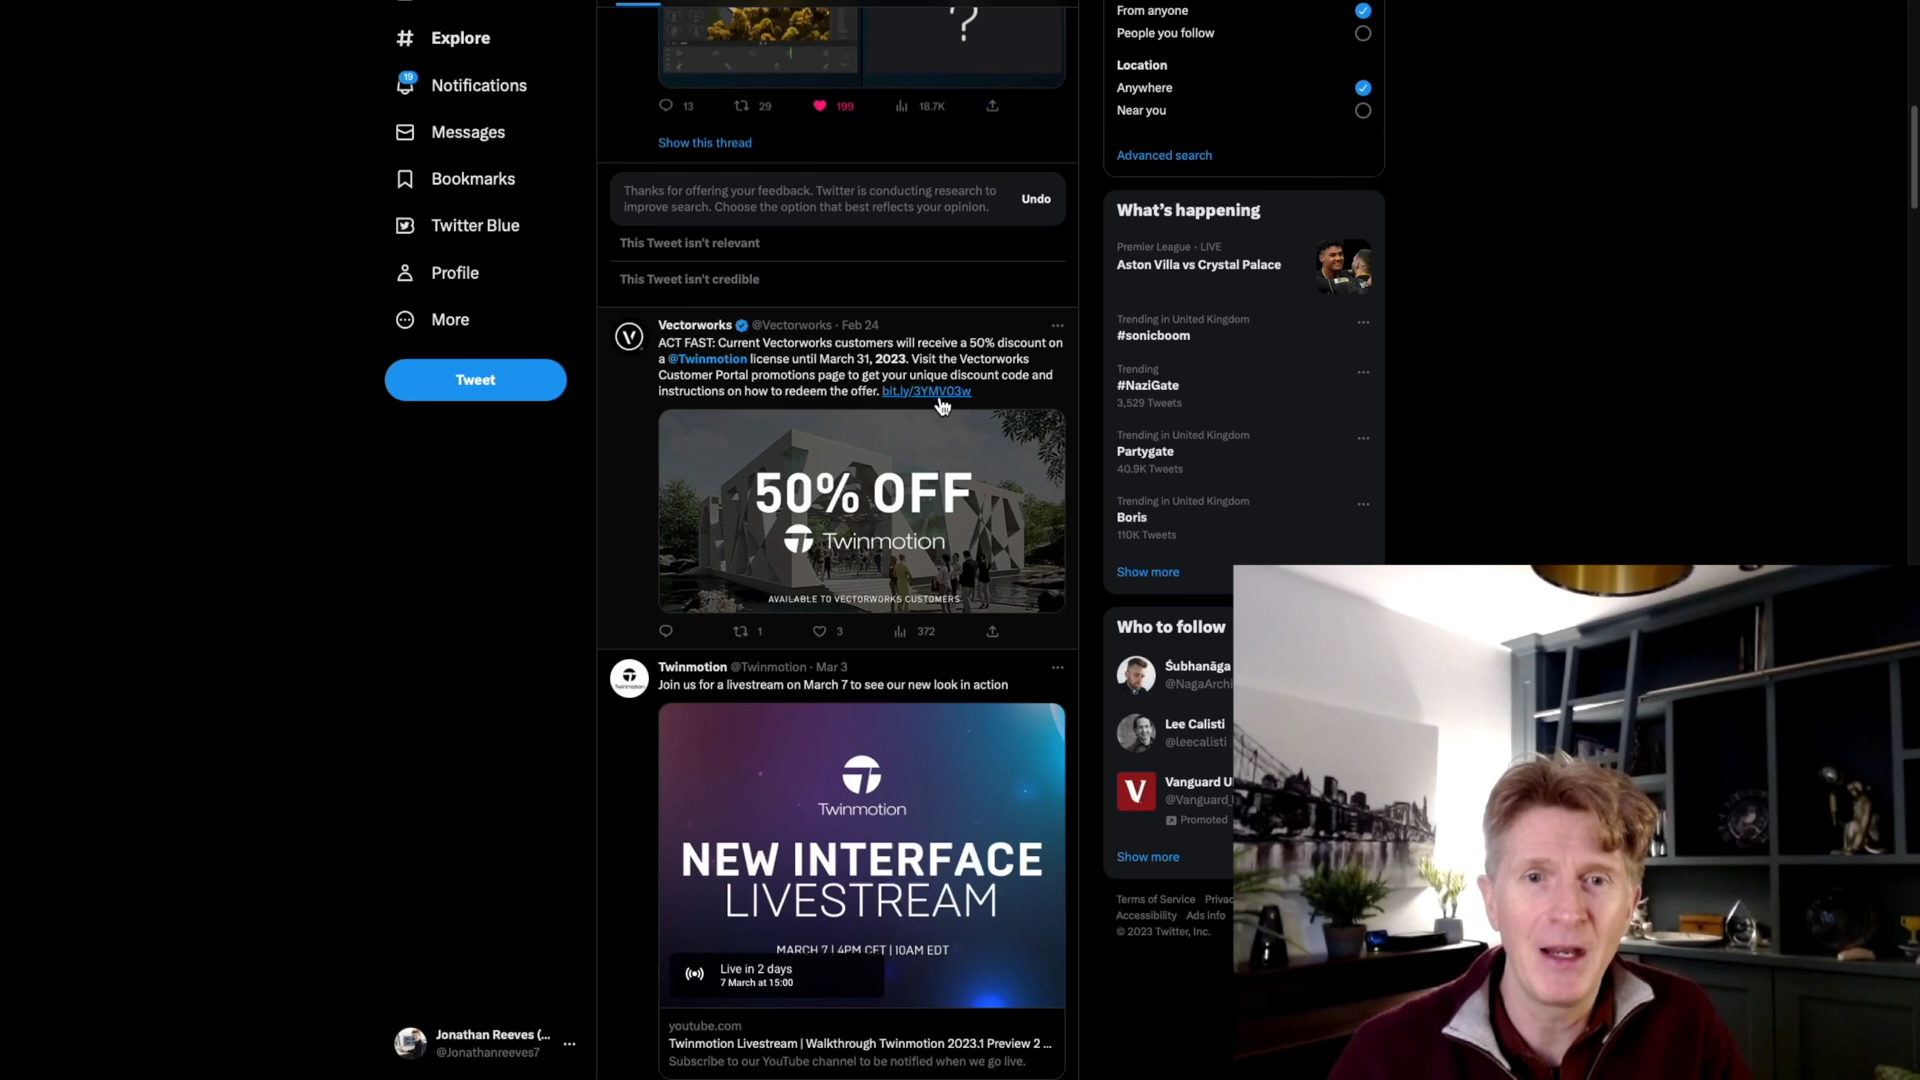 Explore
19
Notifications
Messages
Bookmarks
Twitter Blue
Profile
More
Tweet
Jonathan Reeves (...
@Jonathanreeves7
?
13
29
199
18.7K
Show this thread
Thanks for offering your feedback. Twitter is conducting research to
improve search. Choose the option that best reflects your opinion.
Undo
This Tweet isn't relevant
This Tweet isn't credible
Vectorworks @Vectorworks · Feb 24
ACT FAST: Current Vectorworks customers will receive a 50% discount on
a @Twinmotion license until March 31, 2023. Visit the Vectorworks
Customer Portal promotions page to get your unique discount code and
instructions on how to redeem the offer. bit.ly/3YMV03w
50% OFF
Twinmotion
AVAILABLE TO VECTORWORKS CUSTOMERS
1
3
372
Twinmotion @Twinmotion · Mar 3
Join us for a livestream on March 7 to see our new look in action
Twinmotion
NEW INTERFACE
LIVESTREAM
MARCH 7 | 4PM CET | 10AM EDT
Live in 2 days
7 March at 15:00
youtube.com
Twinmotion Livestream | Walkthrough Twinmotion 2023.1 Preview 2 ...
Subscribe to our YouTube channel to be notified when we go live.
From anyone
People you follow
Location
Anywhere
Near you
Advanced search
What's happening
Premier League · LIVE
Aston Villa vs Crystal Palace
Trending in United Kingdom
#sonicboom
Trending
#NaziGate
3,529 Tweets
Trending in United Kingdom
Partygate
40.9K Tweets
Trending in United Kingdom
Boris
110K Tweets
Show more
Who to follow
Śubhanāga
@NagaArchi
Lee Calisti
@leecalisti
Vanguard U
@Vanguard_
Promoted
Show more
Terms of Service Privac
Accessibility Ads info
© 2023 Twitter, Inc.